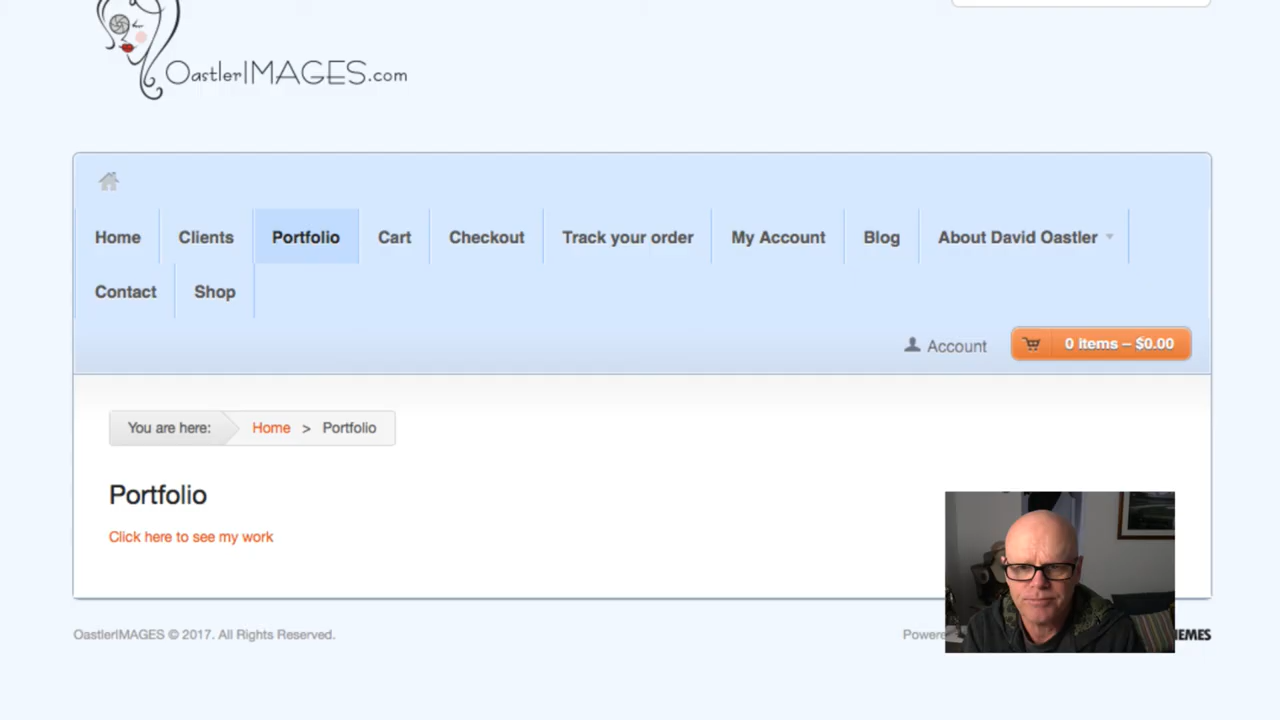 OastlerIMAGES.com
Home Clients Portfolio Cart Checkout Track your order My Account Blog About David Oastler
Contact Shop
Account 0 items – $0.00
You are here: Home > Portfolio
Portfolio
Click here to see my work
OastlerIMAGES © 2017. All Rights Reserved.